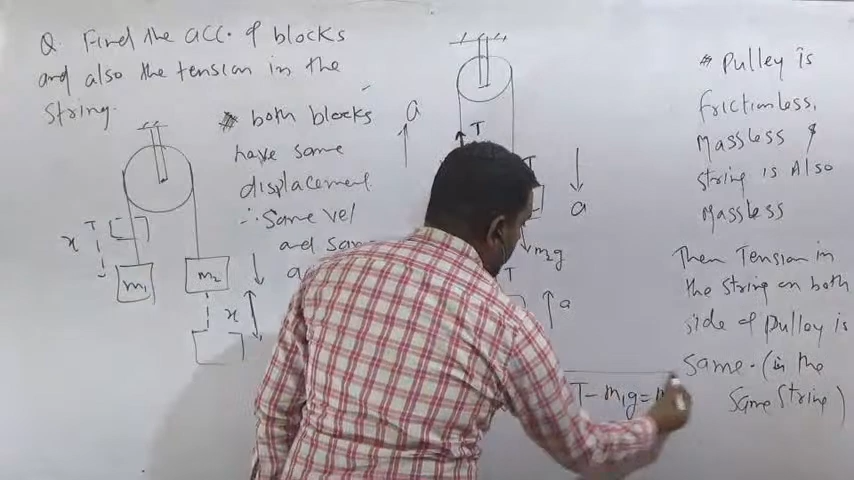 Q. Find the acc. of blocks
and also the tension in the
string.
* both blocks
have same
displacement.
∴ Same vel
and
x
m₁
m₂
x
a
T
a
m₂g
T
a
T - m₁g =
* Pulley is
frictionless,
Massless &
string is Also
Massless
Then Tension in
the string on both
side of pulley is
same. (in the
same string)